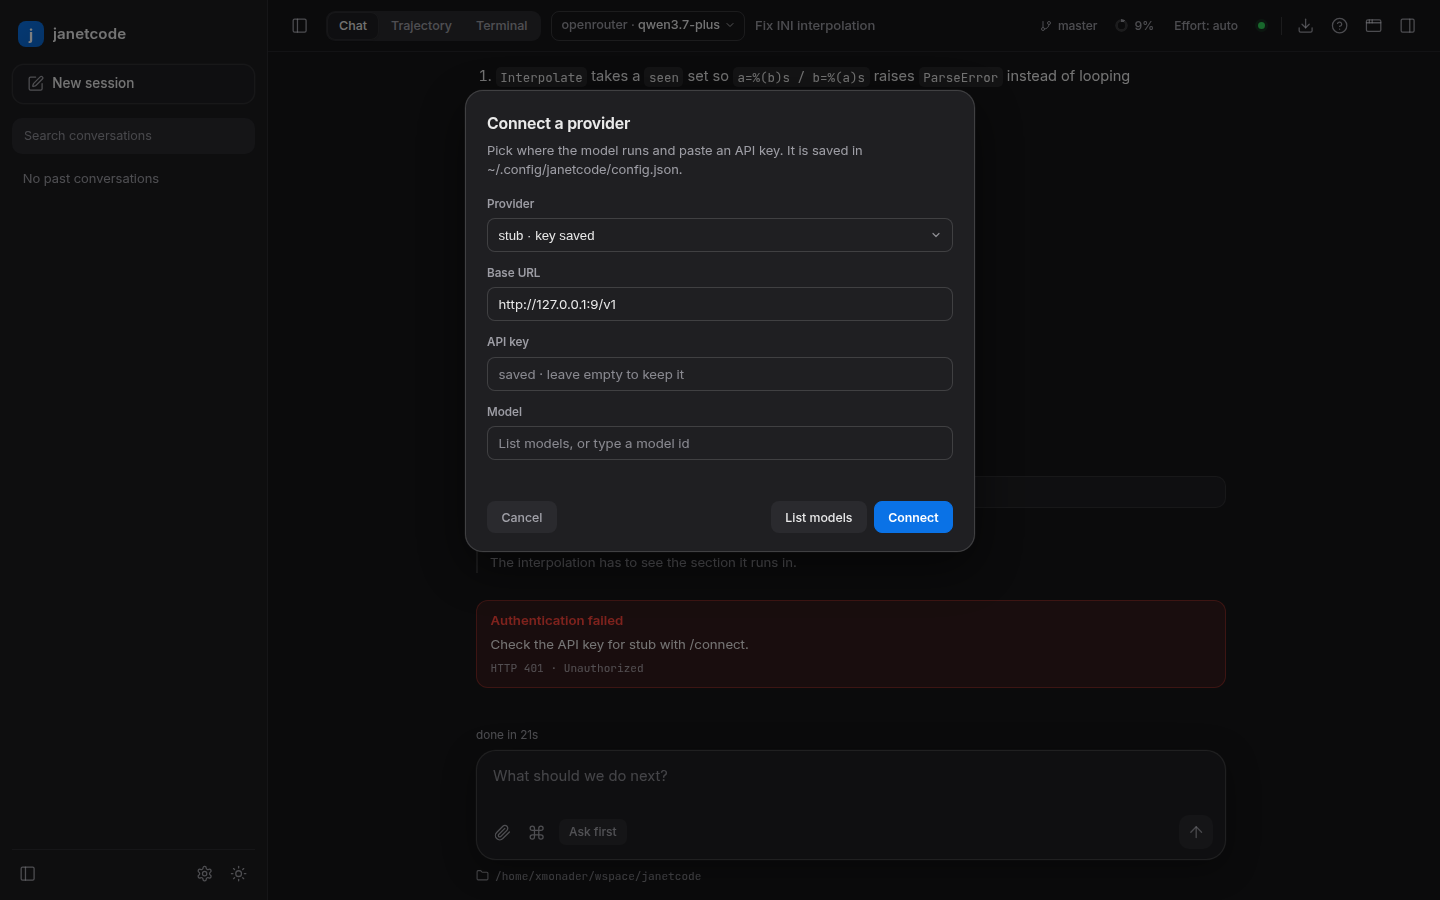 j janetcode
New session
Search conversations
No past conversations
Chat Trajectory Terminal openrouter · qwen3.7-plus Fix INI interpolation master 9% Effort: auto
1. Interpolate takes a seen set so a=%(b)s / b=%(a)s raises ParseError instead of looping
Connect a provider
Pick where the model runs and paste an API key. It is saved in
~/.config/janetcode/config.json.
Provider
stub · key saved
Base URL
http://127.0.0.1:9/v1
API key
saved · leave empty to keep it
Model
List models, or type a model id
Cancel List models Connect
The interpolation has to see the section it runs in.
Authentication failed
Check the API key for stub with /connect.
HTTP 401 · Unauthorized
done in 21s
What should we do next?
Ask first
/home/xmonader/wspace/janetcode